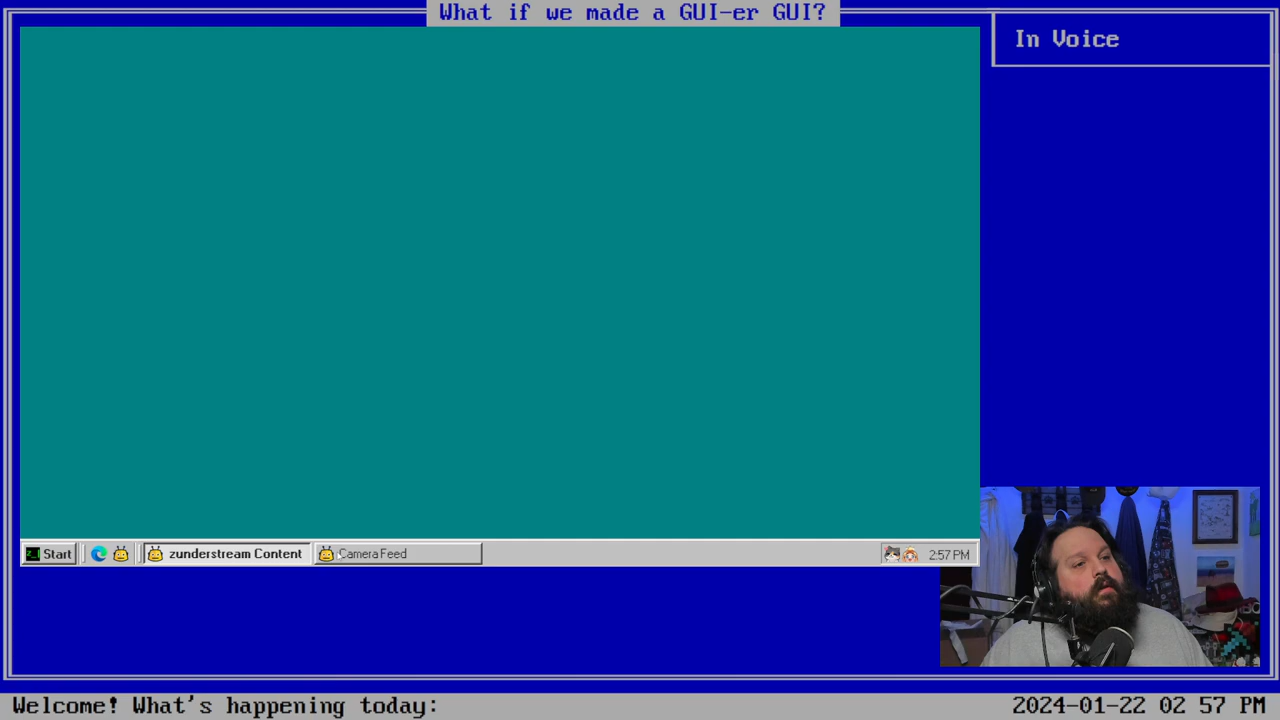 What if we made a GUI-er GUI?
In Voice
Start
zunderstream Content
Camera Feed
2:57 PM
Welcome! What's happening today:
2024-01-22 02 57 PM